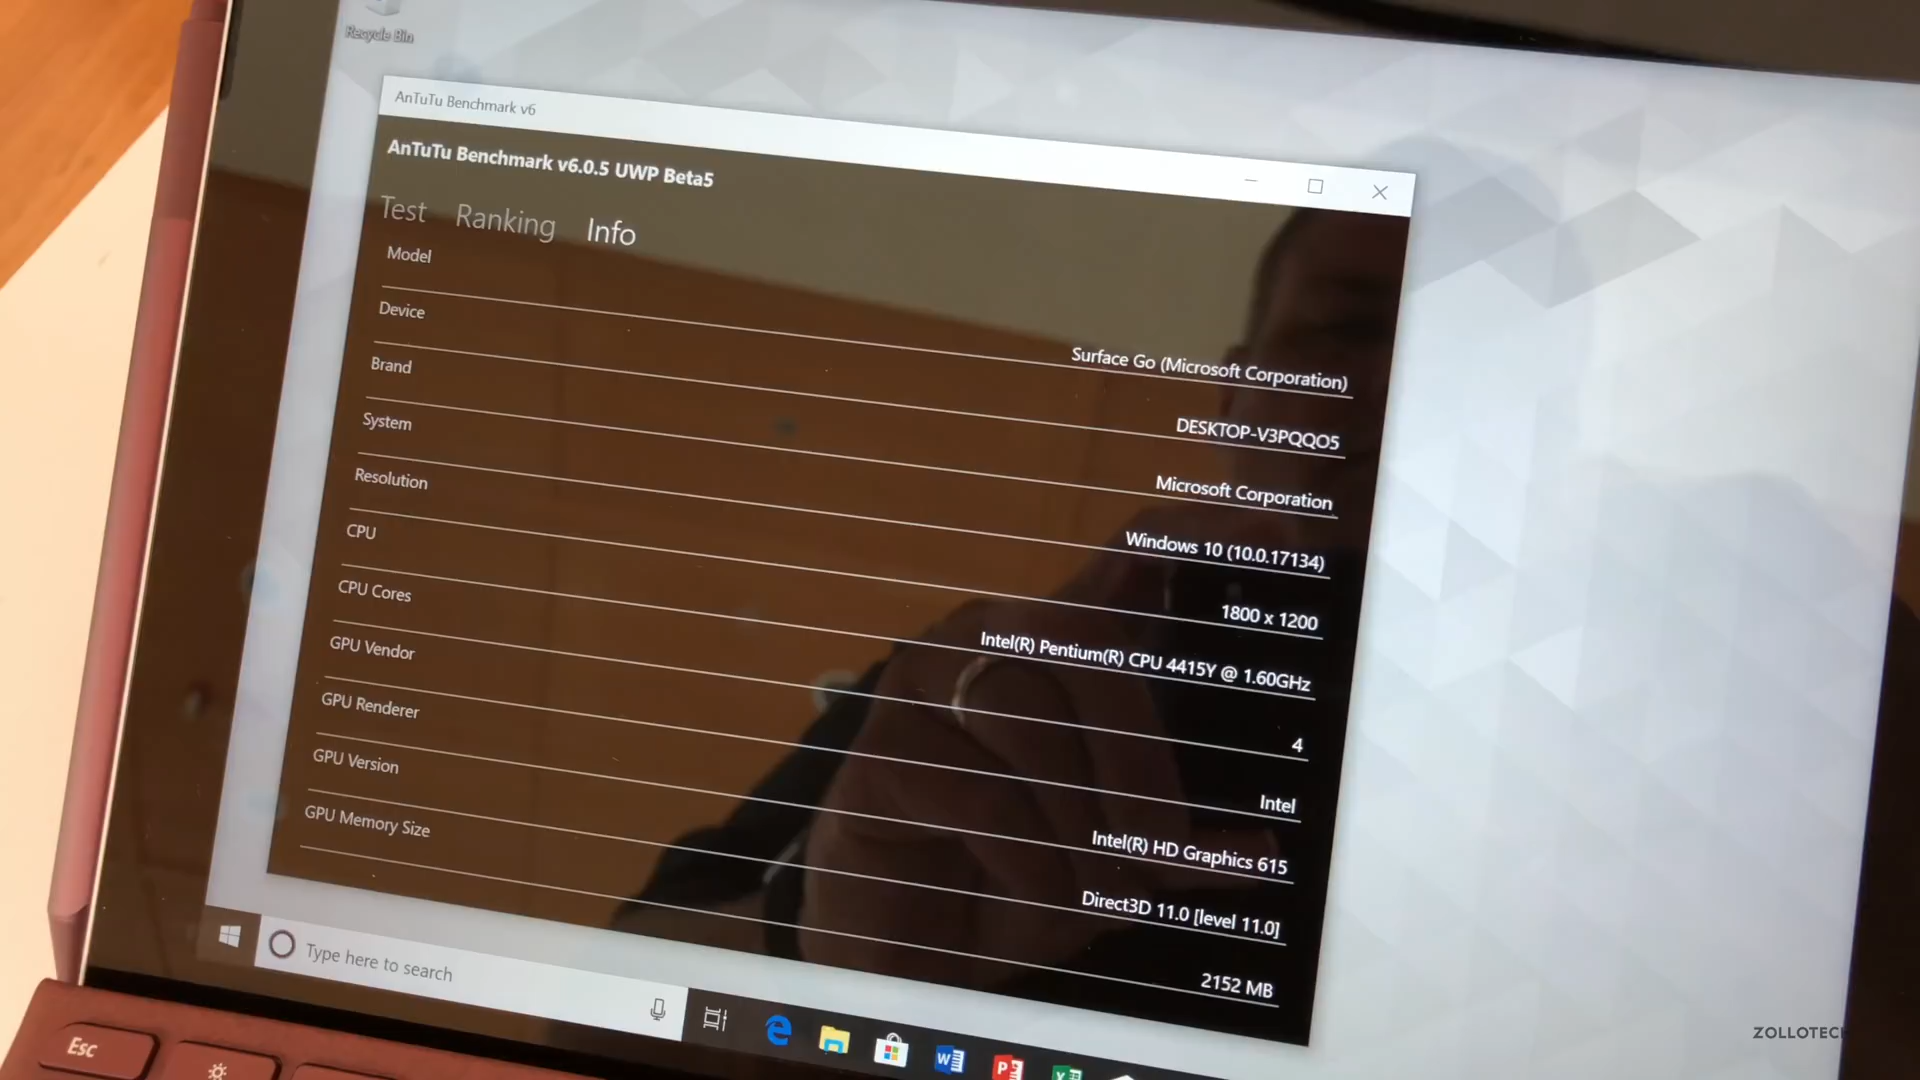 Recycle Bin
AnTuTu Benchmark v6
AnTuTu Benchmark v6.0.5 UWP Beta5
Test Ranking Info
Model
Surface Go (Microsoft Corporation)
Device
DESKTOP-V3PQQO5
Brand
Microsoft Corporation
System
Windows 10 (10.0.17134)
Resolution
1800 x 1200
CPU
Intel(R) Pentium(R) CPU 4415Y @ 1.60GHz
CPU Cores
4
GPU Vendor
Intel
GPU Renderer
Intel(R) HD Graphics 615
GPU Version
Direct3D 11.0 [level 11.0]
GPU Memory Size
2152 MB
Type here to search
Esc
ZOLLOTECH